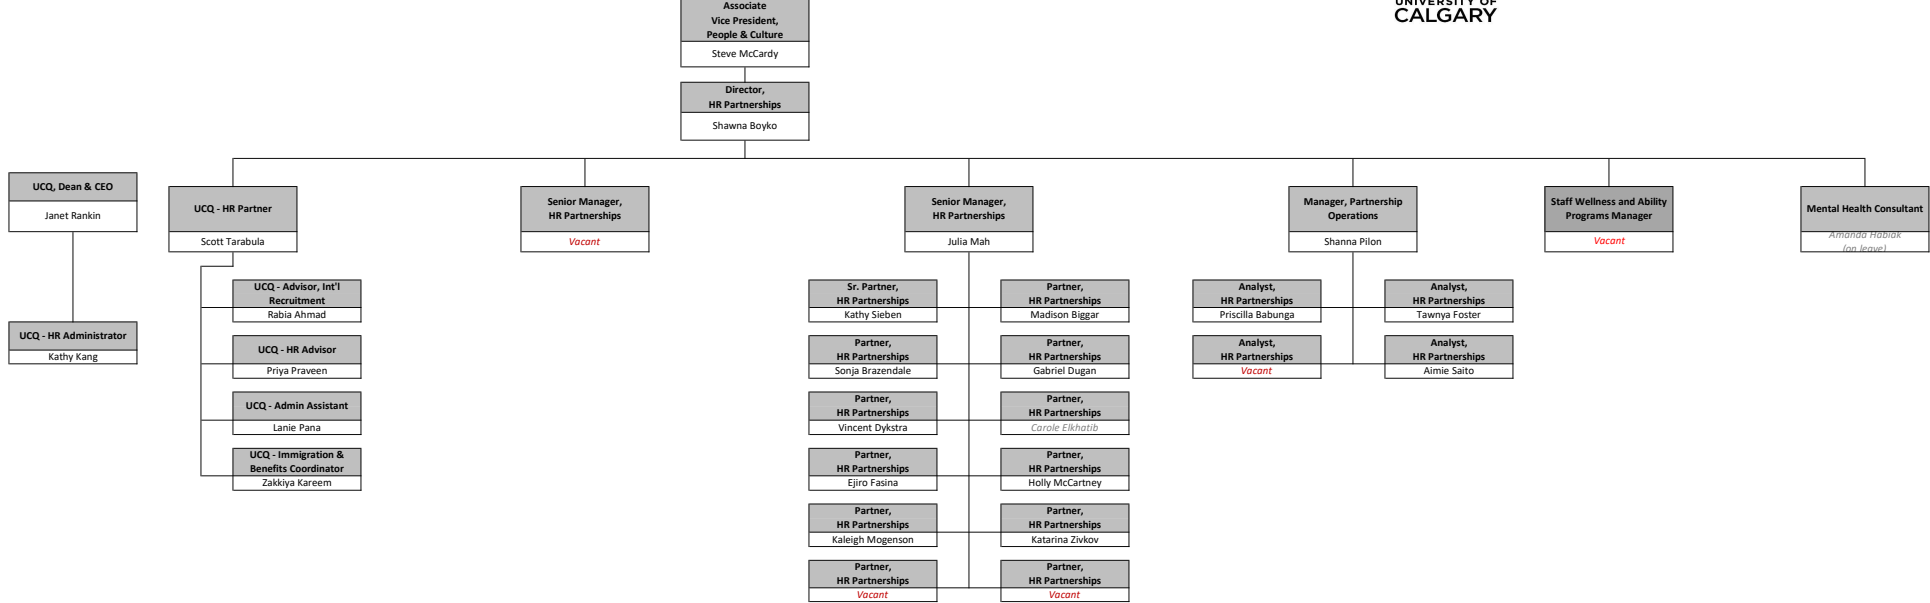 UNIVERSITY OF
CALGARY
Associate
Vice President,
People & Culture
Steve McCardy
Director,
HR Partnerships
Shawna Boyko
UCQ, Dean & CEO
Janet Rankin
UCQ - HR Administrator
Kathy Kang
UCQ - HR Partner
Scott Tarabula
UCQ - Advisor, Int'l
Recruitment
Rabia Ahmad
UCQ - HR Advisor
Priya Praveen
UCQ - Admin Assistant
Lanie Pana
UCQ - Immigration &
Benefits Coordinator
Zakkiya Kareem
Senior Manager,
HR Partnerships
Vacant
Senior Manager,
HR Partnerships
Julia Mah
Sr. Partner,
HR Partnerships
Kathy Sieben
Partner,
HR Partnerships
Madison Biggar
Partner,
HR Partnerships
Sonja Brazendale
Partner,
HR Partnerships
Gabriel Dugan
Partner,
HR Partnerships
Vincent Dykstra
Partner,
HR Partnerships
Carole Elkhatib
Partner,
HR Partnerships
Ejiro Fasina
Partner,
HR Partnerships
Holly McCartney
Partner,
HR Partnerships
Kaleigh Mogenson
Partner,
HR Partnerships
Katarina Zivkov
Partner,
HR Partnerships
Vacant
Partner,
HR Partnerships
Vacant
Manager, Partnership
Operations
Shanna Pilon
Analyst,
HR Partnerships
Priscilla Babunga
Analyst,
HR Partnerships
Tawnya Foster
Analyst,
HR Partnerships
Vacant
Analyst,
HR Partnerships
Aimie Saito
Staff Wellness and Ability
Programs Manager
Vacant
Mental Health Consultant
Amanda Habiak
(on leave)